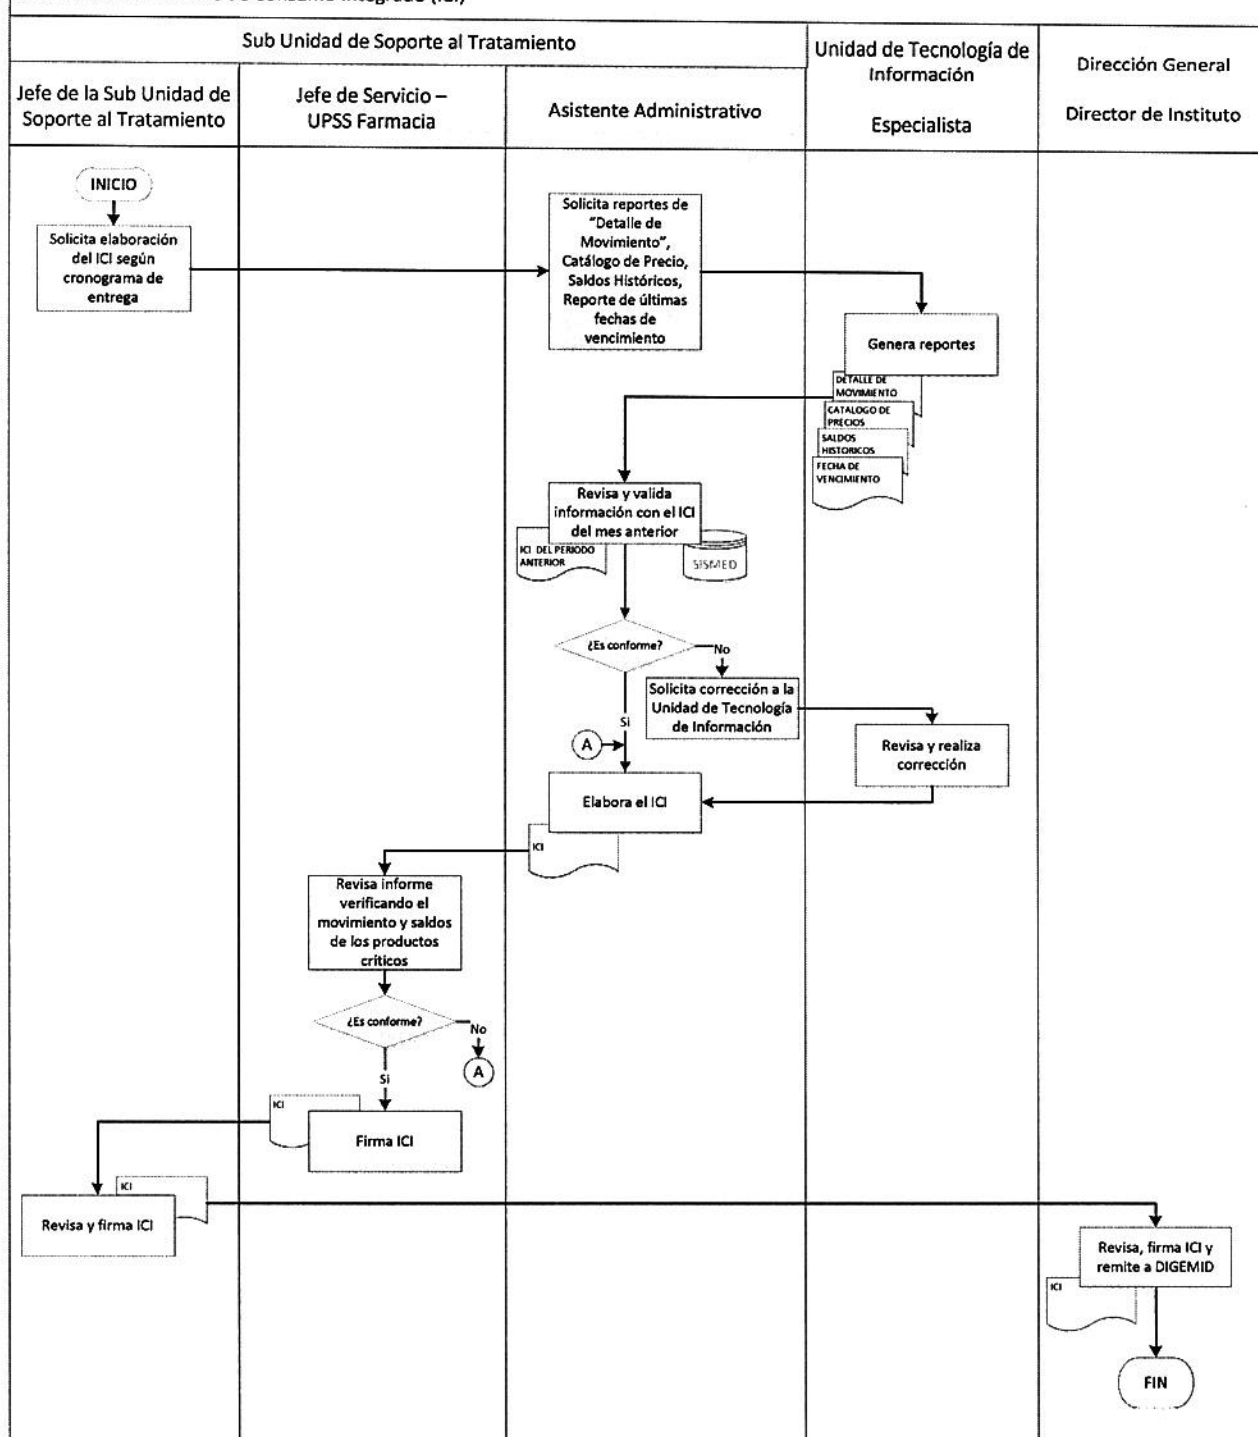 Consumo Integrado (ICI)
Sub Unidad de Soporte al Tratamiento
Unidad de Tecnología de
Información
Especialista
Dirección General
Director de Instituto
Jefe de la Sub Unidad de
Soporte al Tratamiento
Jefe de Servicio –
UPSS Farmacia
Asistente Administrativo
INICIO
Solicita elaboración
del ICI según
cronograma de
entrega
Solicita reportes de
"Detalle de
Movimiento",
Catálogo de Precio,
Saldos Históricos,
Reporte de últimas
fechas de
vencimiento
Genera reportes
DETALLE DE
MOVIMIENTO
CATALOGO DE
PRECIOS
SALDOS
HISTORICOS
FECHA DE
VENCIMIENTO
Revisa y valida
información con el ICI
del mes anterior
ICI DEL PERIODO
ANTERIOR
SISMED
¿Es conforme?
No
Solicita corrección a la
Unidad de Tecnología
de Información
Si
A
Revisa y realiza
corrección
Elabora el ICI
ICI
Revisa informe
verificando el
movimiento y saldos
de los productos
críticos
¿Es conforme?
No
A
Si
ICI
Firma ICI
ICI
Revisa y firma ICI
Revisa, firma ICI y
remite a DIGEMID
ICI
FIN